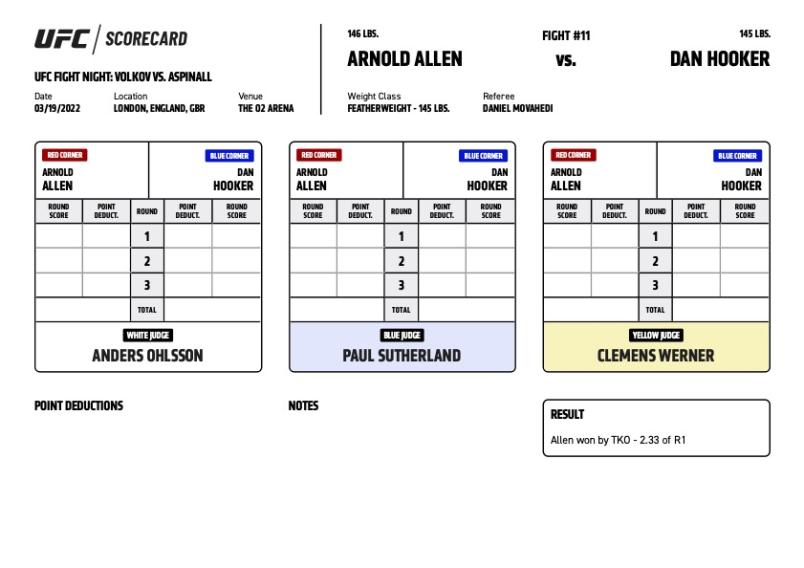 UFC / SCORECARD
UFC FIGHT NIGHT: VOLKOV VS. ASPINALL
Date Location Venue
03/19/2022 LONDON, ENGLAND, GBR THE O2 ARENA
146 LBS. FIGHT #11 145 LBS.
ARNOLD ALLEN VS. DAN HOOKER
Weight Class Referee
FEATHERWEIGHT - 145 LBS. DANIEL MOVAHEDI
RED CORNER BLUE CORNER
ARNOLD DAN
ALLEN HOOKER
ROUND SCORE POINT DEDUCT. ROUND POINT DEDUCT. ROUND SCORE
1
2
3
TOTAL
WHITE JUDGE
ANDERS OHLSSON
RED CORNER BLUE CORNER
ARNOLD DAN
ALLEN HOOKER
ROUND SCORE POINT DEDUCT. ROUND POINT DEDUCT. ROUND SCORE
1
2
3
TOTAL
BLUE JUDGE
PAUL SUTHERLAND
RED CORNER BLUE CORNER
ARNOLD DAN
ALLEN HOOKER
ROUND SCORE POINT DEDUCT. ROUND POINT DEDUCT. ROUND SCORE
1
2
3
TOTAL
YELLOW JUDGE
CLEMENS WERNER
POINT DEDUCTIONS
NOTES
RESULT
Allen won by TKO - 2.33 of R1